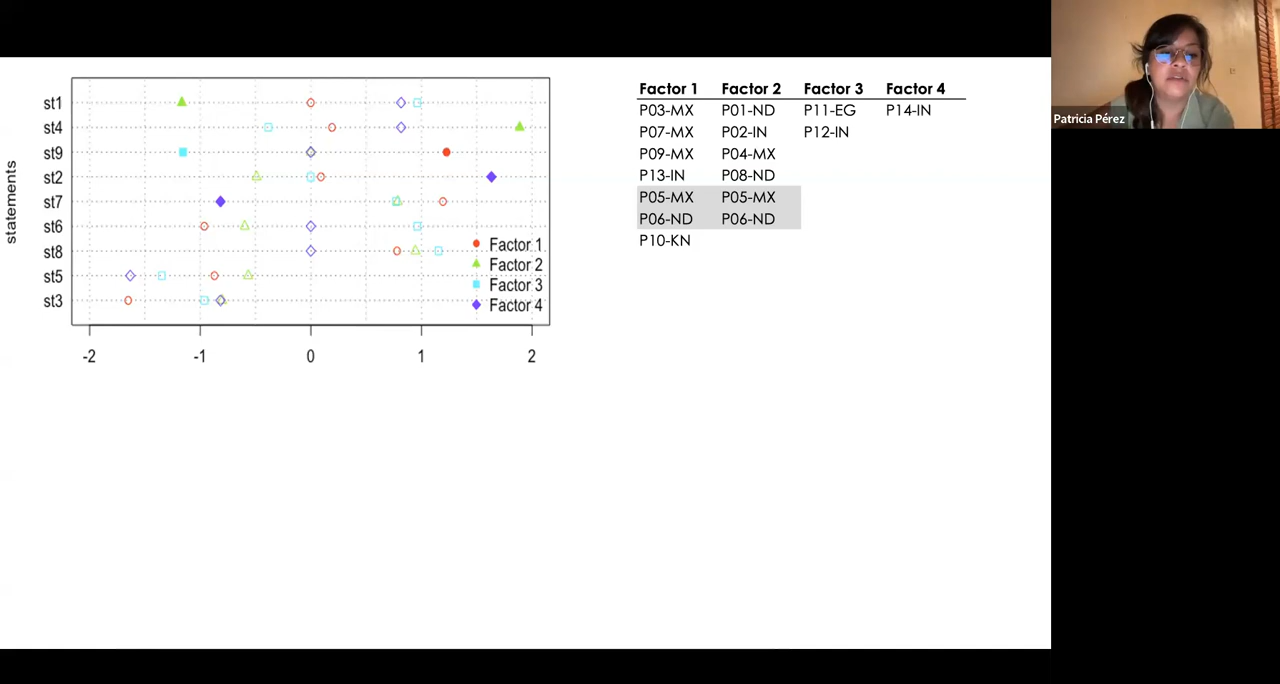 statements
st1
st4
st9
st2
st7
st6
st8
st5
st3
Factor 1
Factor 2
Factor 3
Factor 4
-2 -1 0 1 2
Factor 1 Factor 2 Factor 3 Factor 4
P03-MX P01-ND P11-EG P14-IN
P07-MX P02-IN P12-IN
P09-MX P04-MX
P13-IN P08-ND
P05-MX P05-MX
P06-ND P06-ND
P10-KN
Patricia Pérez